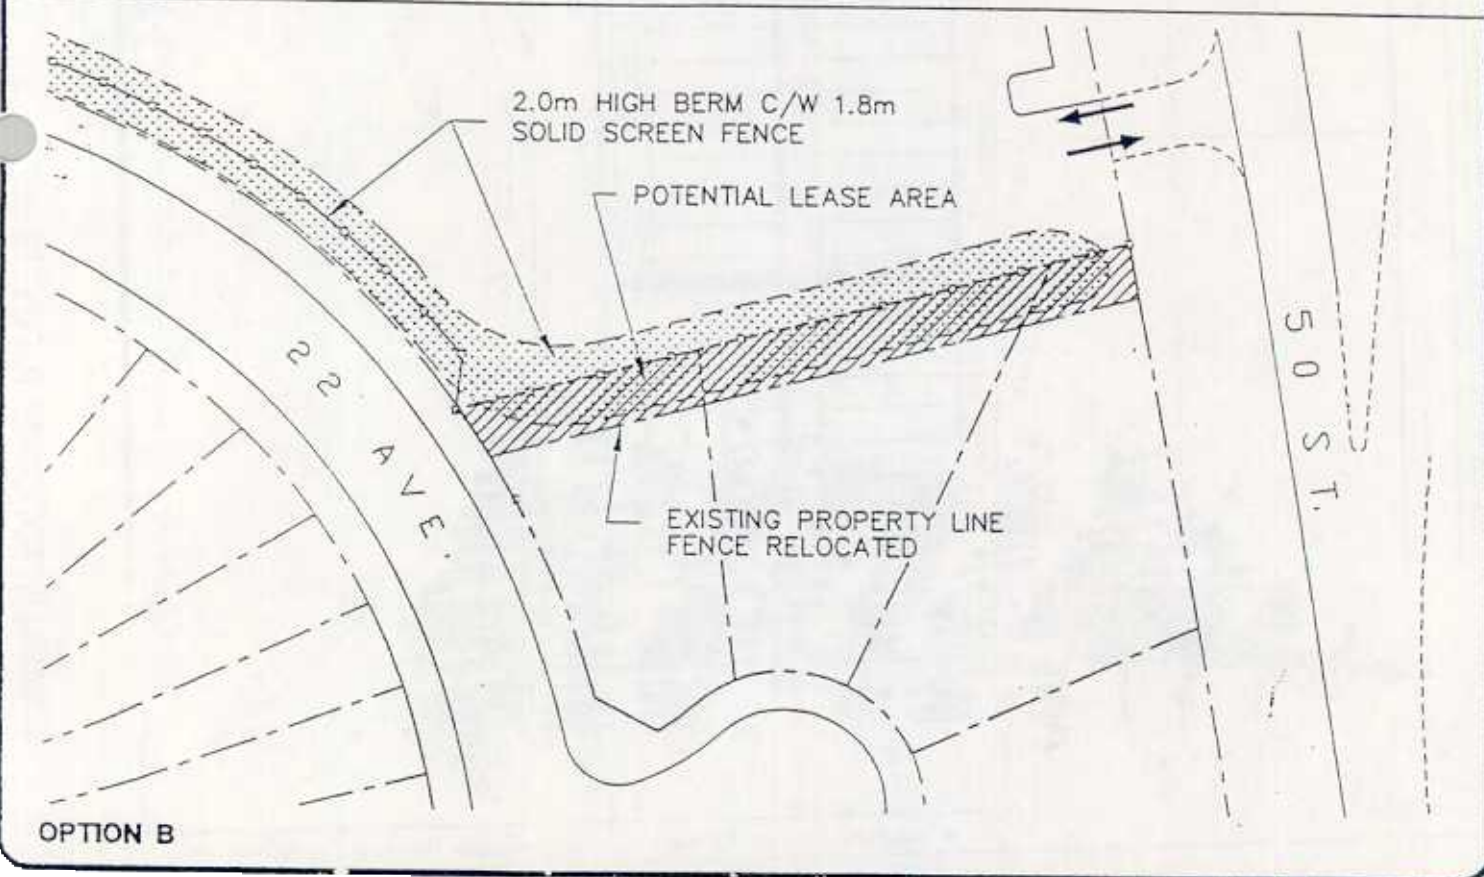 2.0m HIGH BERM C/W 1.8m
SOLID SCREEN FENCE
POTENTIAL LEASE AREA
22 AVE.
50 ST.
EXISTING PROPERTY LINE
FENCE RELOCATED
OPTION B